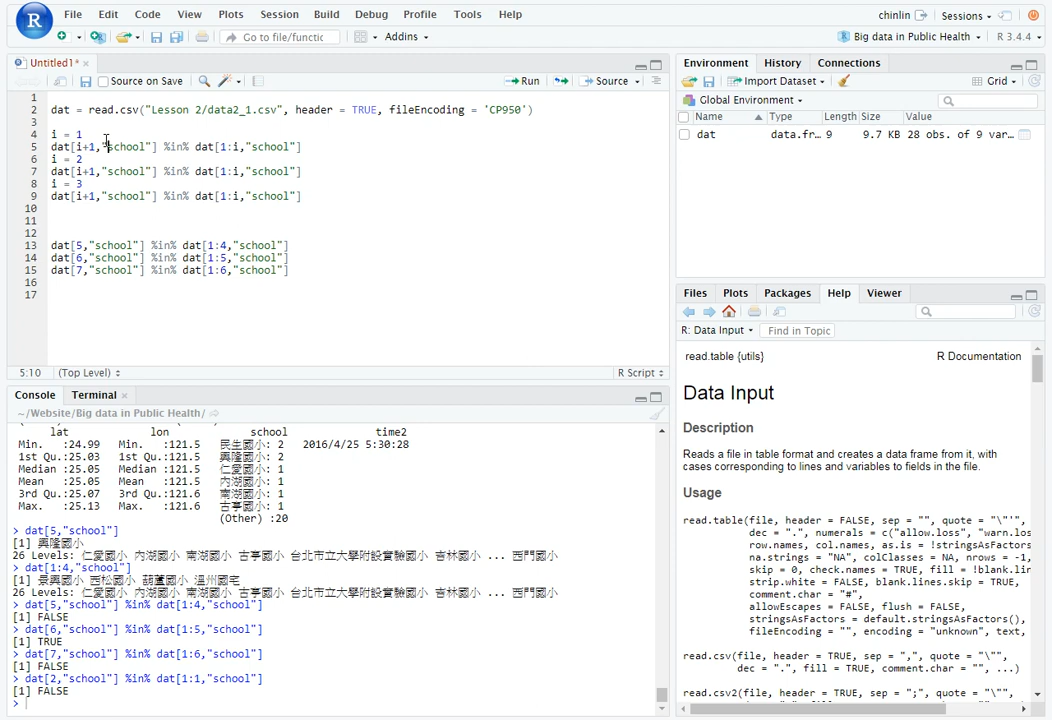 File Edit Code View Plots Session Build Debug Profile Tools Help
chinlin Sessions
Go to file/functic Addins Big data in Public Health R 3.4.4
Untitled1*
Source on Save Run Source
1
2 dat = read.csv("Lesson 2/data2_1.csv", header = TRUE, fileEncoding = 'CP950')
3
4 i = 1
5 dat[i+1,"school"] %in% dat[1:i,"school"]
6 i = 2
7 dat[i+1,"school"] %in% dat[1:i,"school"]
8 i = 3
9 dat[i+1,"school"] %in% dat[1:i,"school"]
10
11
12
13 dat[5,"school"] %in% dat[1:4,"school"]
14 dat[6,"school"] %in% dat[1:5,"school"]
15 dat[7,"school"] %in% dat[1:6,"school"]
16
17
5:10 (Top Level) R Script
Console Terminal
~/Website/Big data in Public Health/
lat lon school time2
Min. :24.99 Min. :121.5 民生國小: 2 2016/4/25 5:30:28
1st Qu.:25.03 1st Qu.:121.5 興隆國小: 2
Median :25.05 Median :121.5 仁愛國小: 1
Mean :25.05 Mean :121.5 內湖國小: 1
3rd Qu.:25.07 3rd Qu.:121.6 南湖國小: 1
Max. :25.13 Max. :121.6 古亭國小: 1
(Other) :20
> dat[5,"school"]
[1] 興隆國小
26 Levels: 仁愛國小 內湖國小 南湖國小 古亭國小 台北市立大學附設實驗國小 吉林國小 ... 西門國小
> dat[1:4,"school"]
[1] 景興國小 西松國小 葫蘆國小 溫州國宅
26 Levels: 仁愛國小 內湖國小 南湖國小 古亭國小 台北市立大學附設實驗國小 吉林國小 ... 西門國小
> dat[5,"school"] %in% dat[1:4,"school"]
[1] FALSE
> dat[6,"school"] %in% dat[1:5,"school"]
[1] TRUE
> dat[7,"school"] %in% dat[1:6,"school"]
[1] FALSE
> dat[2,"school"] %in% dat[1:1,"school"]
[1] FALSE
>
Environment History Connections
Import Dataset Grid
Global Environment
Name Type Length Size Value
dat data.fr… 9 9.7 KB 28 obs. of 9 var…
Files Plots Packages Help Viewer
R: Data Input Find in Topic
read.table {utils} R Documentation
Data Input
Description
Reads a file in table format and creates a data frame from it, with
cases corresponding to lines and variables to fields in the file.
Usage
read.table(file, header = FALSE, sep = "", quote = "\"'",
dec = ".", fill = !blank.lin
row.names, col.names, as.is = !stringsAsFactors
na.strings = "NA", colClasses = NA, nrows = -1,
skip = 0, check.names = TRUE, fill = !blank.lin
strip.white = FALSE, blank.lines.skip = TRUE,
comment.char = "#",
allowEscapes = FALSE, flush = FALSE,
stringsAsFactors = default.stringsAsFactors(),
fileEncoding = "", encoding = "unknown", text,
read.csv(file, header = TRUE, sep = ",", quote = "\"",
dec = ".", fill = TRUE, comment.char = "", ...)
read.csv2(file, header = TRUE, sep = ";", quote = "\"",